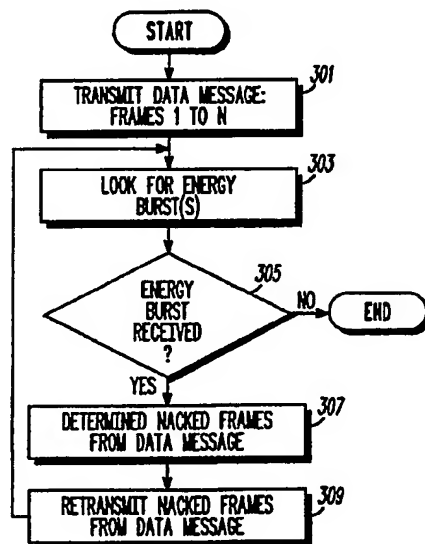 START
301
TRANSMIT DATA MESSAGE:
FRAMES 1 TO N
303
LOOK FOR ENERGY
BURST(S)
305
ENERGY
BURST
RECEIVED
?
NO
END
YES
307
DETERMINED NACKED FRAMES
FROM DATA MESSAGE
309
RETRANSMIT NACKED FRAMES
FROM DATA MESSAGE